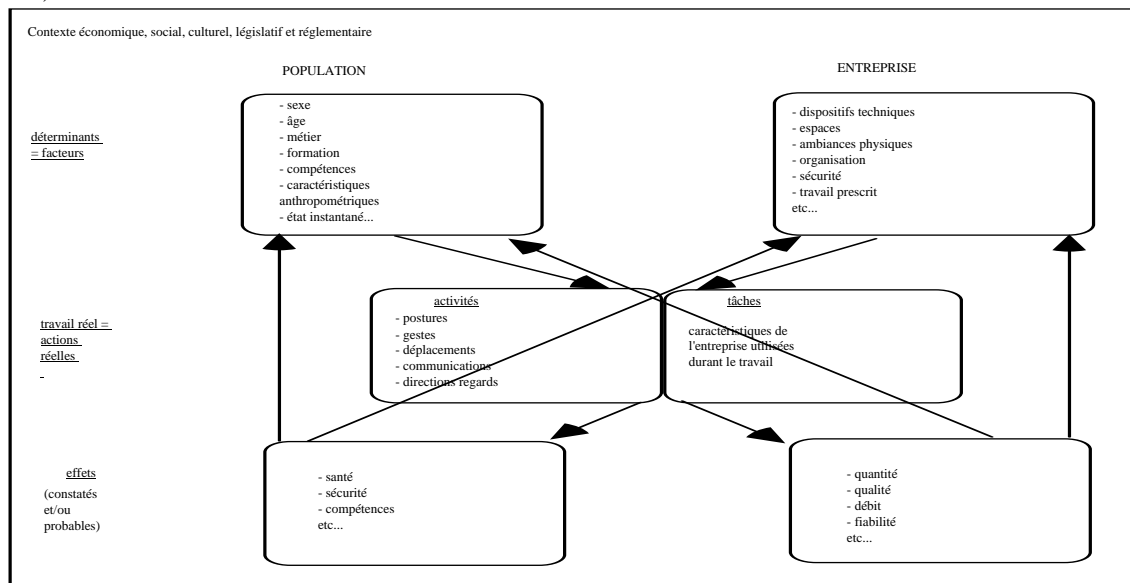 Contexte économique, social, culturel, législatif et réglementaire
POPULATION
ENTREPRISE
déterminants
= facteurs
- sexe
- âge
- métier
- formation
- compétences
- caractéristiques
anthropométriques
- état instantané...
- dispositifs techniques
- espaces
- ambiances physiques
- organisation
- sécurité
- travail prescrit
etc...
travail réel =
actions
réelles
activités
- postures
- gestes
- déplacements
- communications
- directions regards
tâches
caractéristiques de
l'entreprise utilisées
durant le travail
effets
(constatés
et/ou
probables)
- santé
- sécurité
- compétences
etc...
- quantité
- qualité
- débit
- fiabilité
etc...